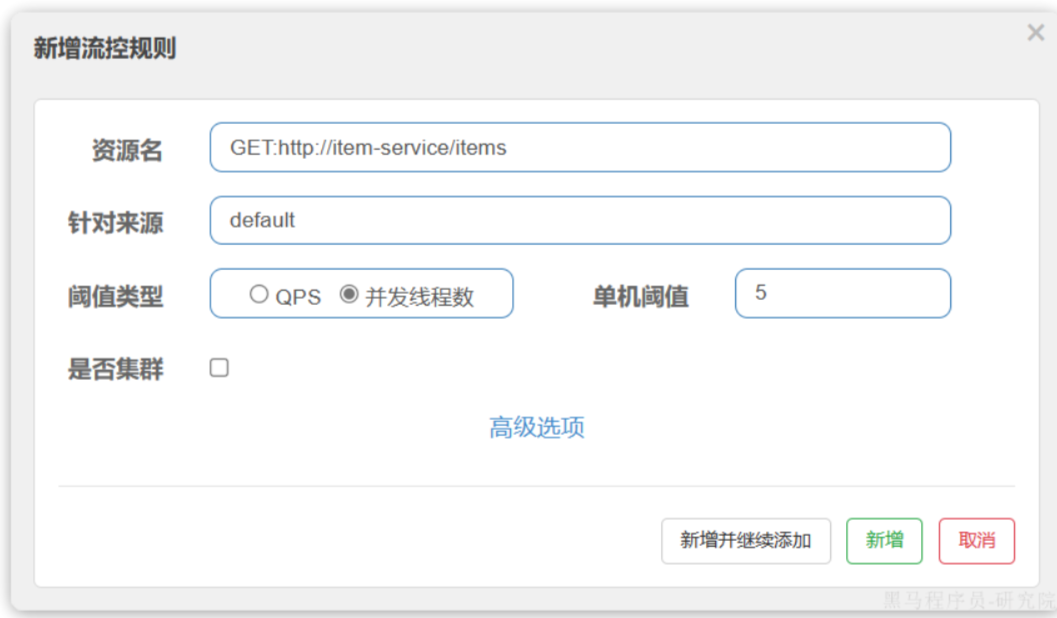 新增流控规则
×
资源名 GET:http://item-service/items
针对来源 default
阈值类型 QPS 并发线程数 单机阈值 5
是否集群
高级选项
新增并继续添加 新增 取消
黑马程序员-研究院